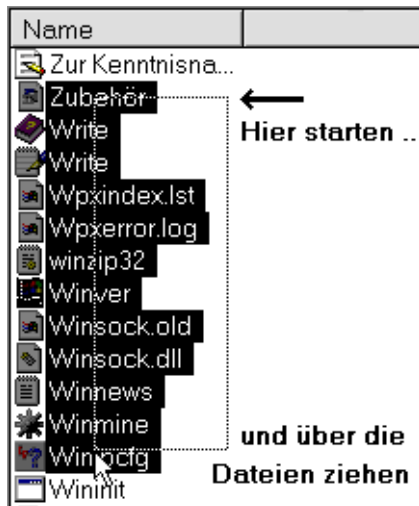 Name
Zur Kenntnisna...
Zubehör
Hier starten ..
Write
Write
Wpxindex.lst
Wpxerror.log
winzip32
Winver
Winsock.old
Winsock.dll
Winnews
Winmine
und über die
Winipcfg
Dateien ziehen
Wininit